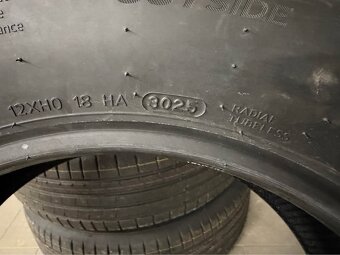 OUTSIDE
e
ance
12XH0 18 HA 3025
RADIAL
TUBELESS